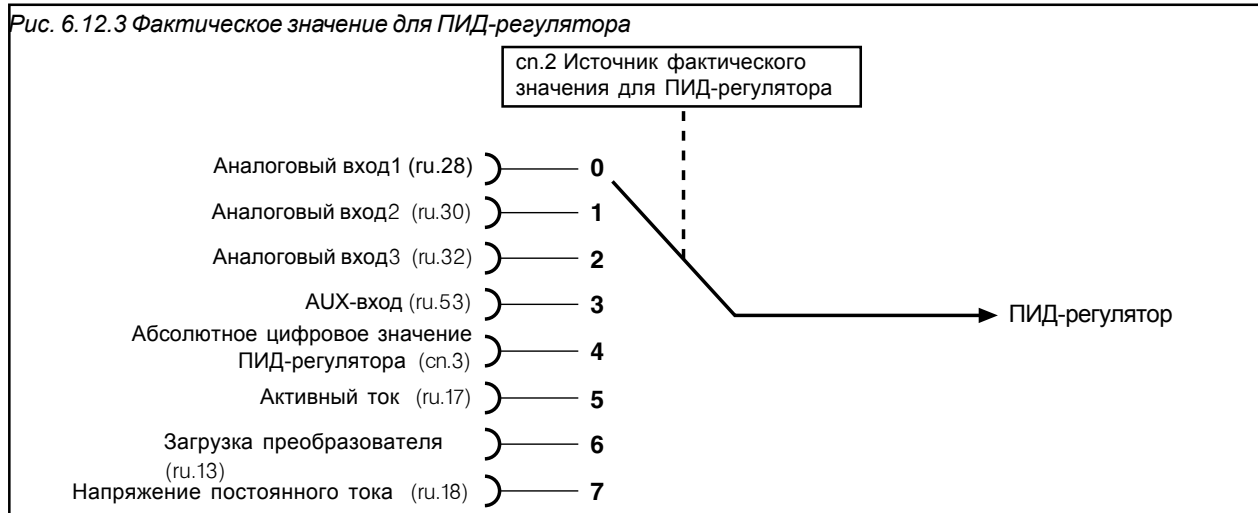 Рис. 6.12.3 Фактическое значение для ПИД-регулятора
cn.2 Источник фактического
значения для ПИД-регулятора
Аналоговый вход1 (ru.28) 0
Аналоговый вход2 (ru.30) 1
Аналоговый вход3 (ru.32) 2
AUX-вход (ru.53) 3
ПИД-регулятор
Абсолютное цифровое значение
ПИД-регулятора (cn.3) 4
Активный ток (ru.17) 5
Загрузка преобразователя 6
(ru.13)
Напряжение постоянного тока (ru.18) 7